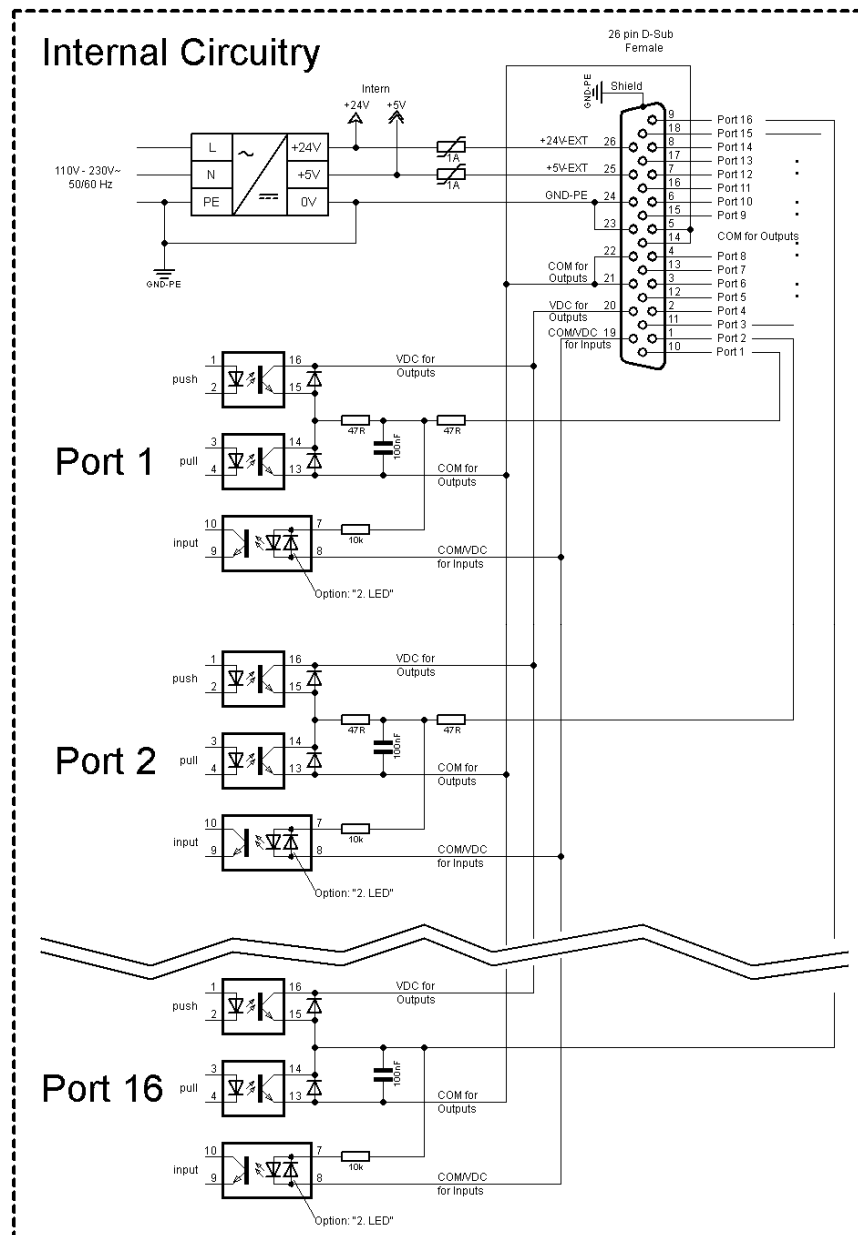 Internal Circuitry
26 pin D-Sub
Female
GND-PE
Shield
Intern
+24V
+5V
110V - 230V~
50/60 Hz
L
N
PE
~
+24V
+5V
0V
1A
1A
GND-PE
+24V-EXT 26
+5V-EXT 25
GND-PE 24
23
22
COM for
Outputs
21
VDC for
Outputs
20
COM/VDC
for Inputs
19
9 Port 16
18 Port 15
8 Port 14
17 Port 13
7 Port 12
16 Port 11
6 Port 10
15 Port 9
5
COM for Outputs
14
4 Port 8
13 Port 7
3 Port 6
12 Port 5
2 Port 4
11 Port 3
1 Port 2
10 Port 1
Port 1
push
1
2
16
15
VDC for
Outputs
47R
100nF
47R
pull
3
4
14
13
COM for
Outputs
input
10
9
7
8
10k
COM/VDC
for Inputs
Option: "2. LED"
Port 2
push
1
2
16
15
VDC for
Outputs
47R
100nF
47R
pull
3
4
14
13
COM for
Outputs
input
10
9
7
8
10k
COM/VDC
for Inputs
Option: "2. LED"
Port 16
push
1
2
16
15
VDC for
Outputs
100nF
pull
3
4
14
13
COM for
Outputs
input
10
9
7
8
10k
COM/VDC
for Inputs
Option: "2. LED"